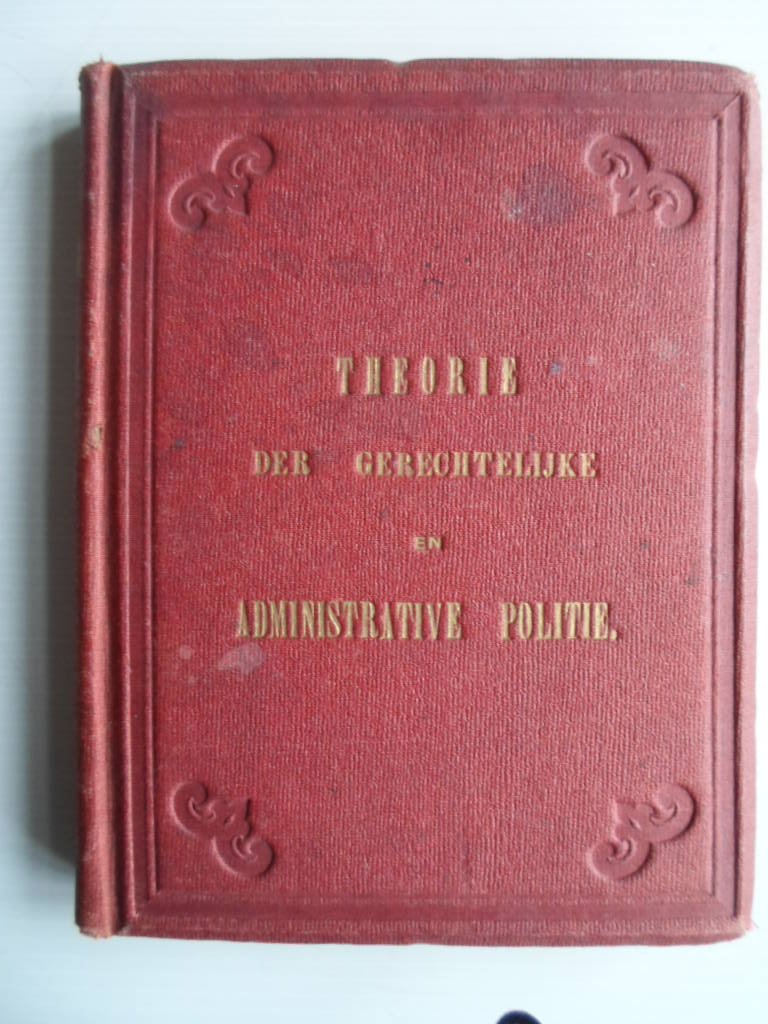 THEORIE
DER GERECHTELIJKE
EN
ADMINISTRATIVE POLITIE.